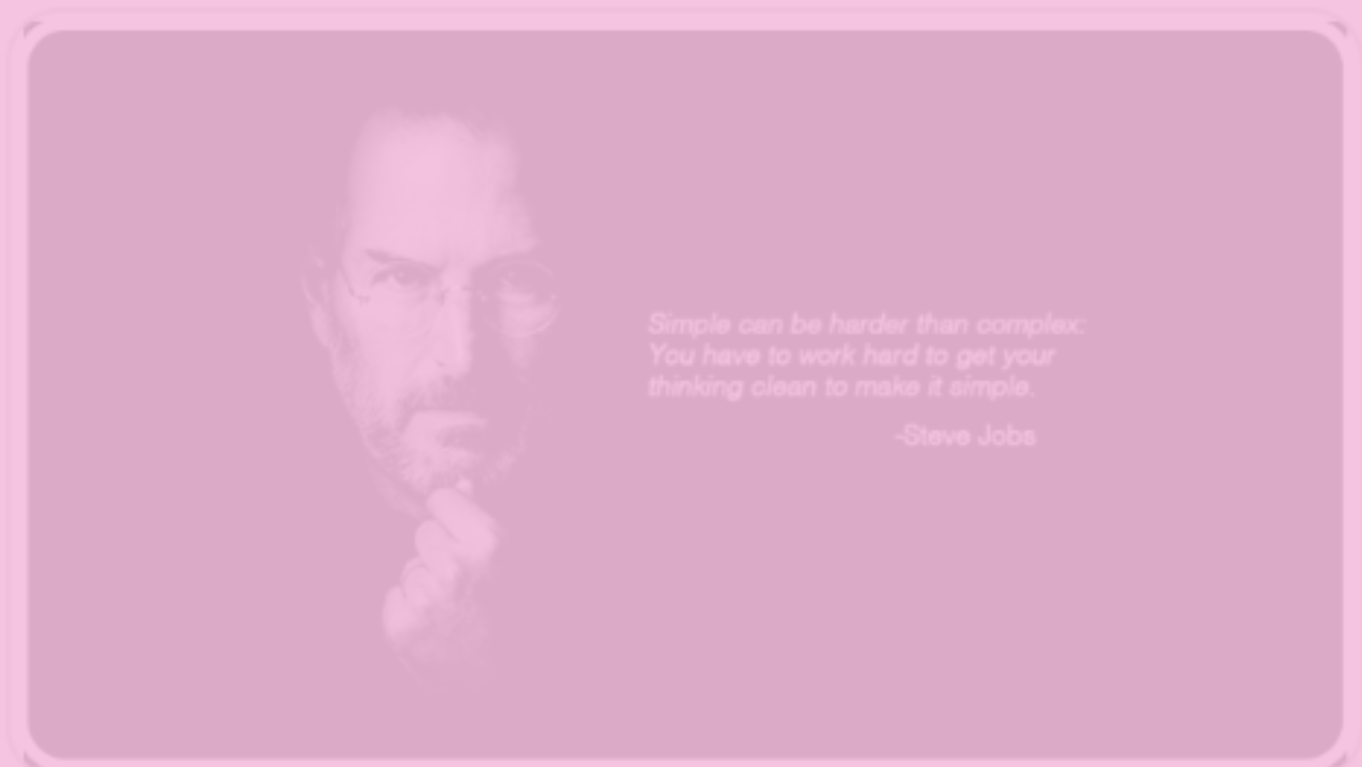 Simple can be harder than complex:
You have to work hard to get your
thinking clean to make it simple.
-Steve Jobs